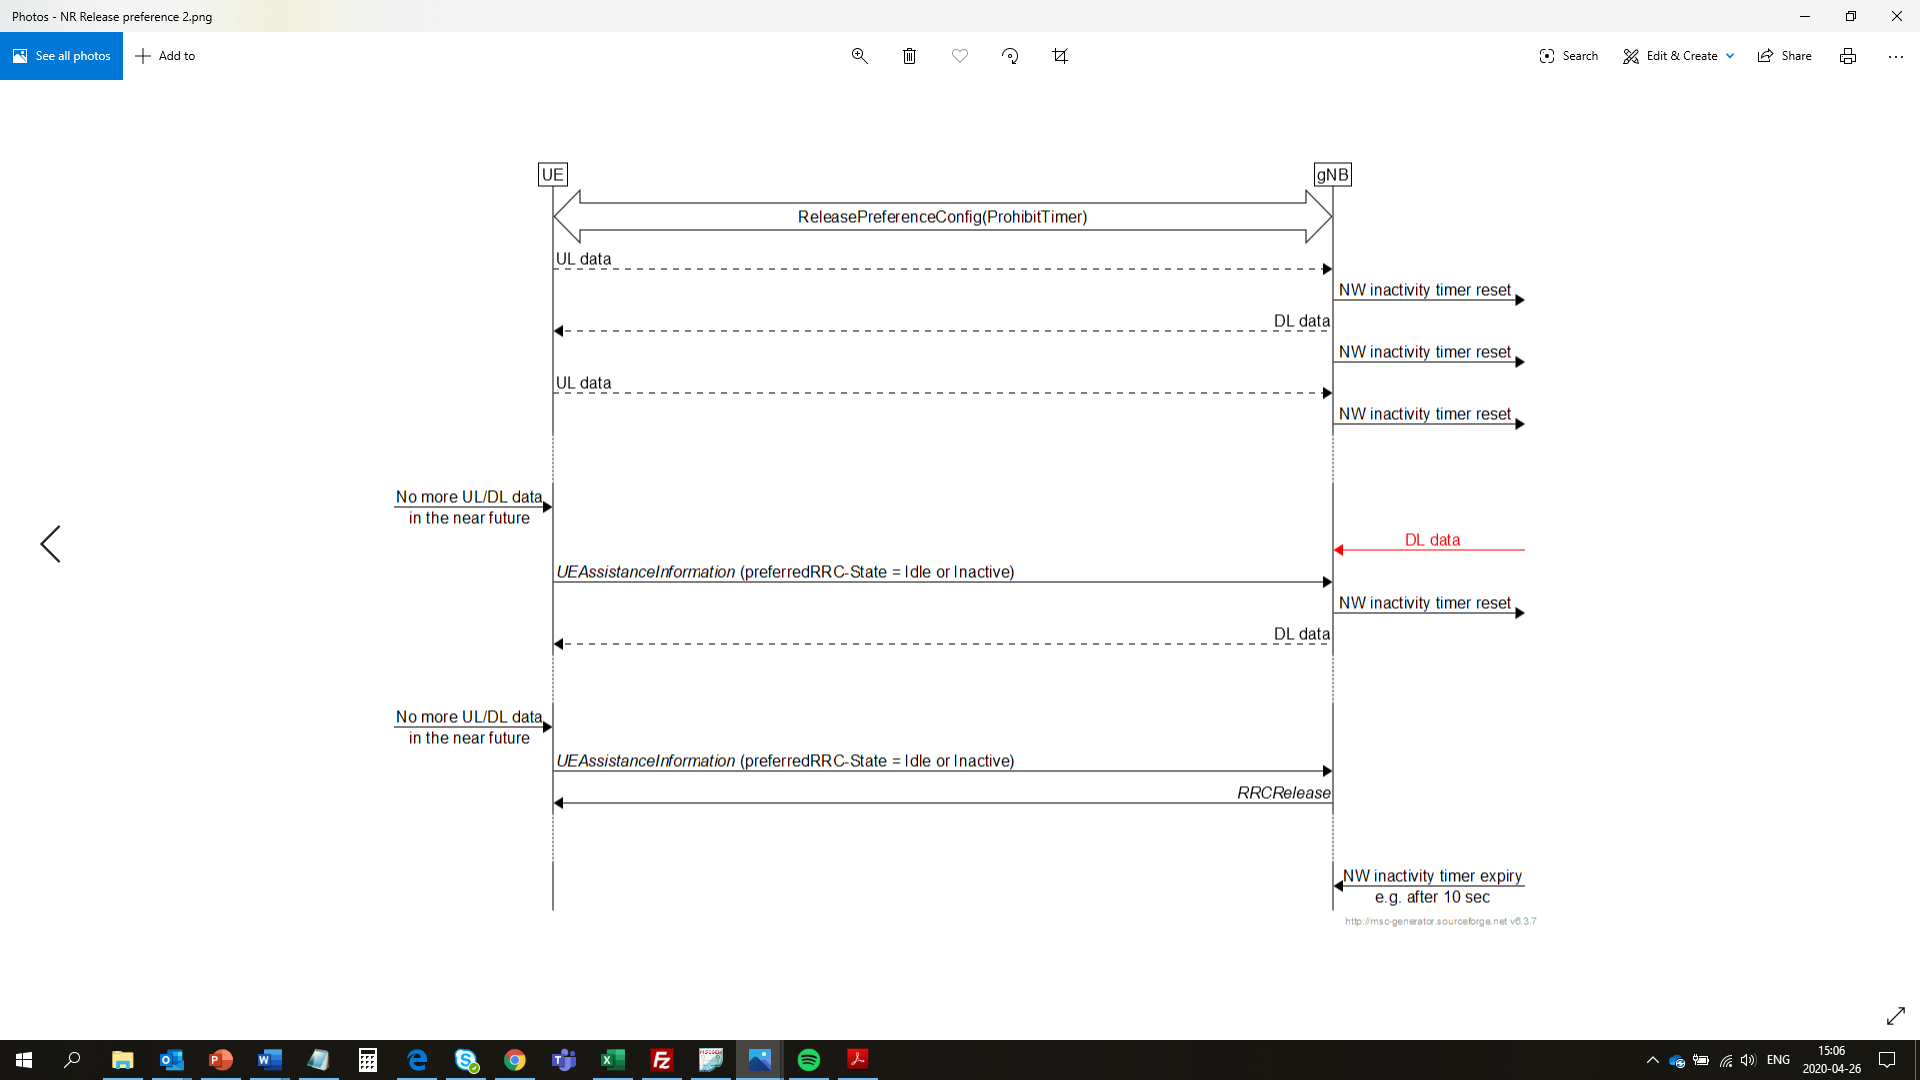 Photos - NR Release preference 2.png
See all photos
Add to
Search
Edit & Create
Share
UE
gNB
ReleasePreferenceConfig(ProhibitTimer)
UL data
NW inactivity timer reset
DL data
NW inactivity timer reset
UL data
NW inactivity timer reset
No more UL/DL data
in the near future
DL data
UEAssistanceInformation (preferredRRC-State = Idle or Inactive)
NW inactivity timer reset
DL data
No more UL/DL data
in the near future
UEAssistanceInformation (preferredRRC-State = Idle or Inactive)
RRCRelease
NW inactivity timer expiry
e.g. after 10 sec
http://msc-generator.sourceforge.net v6.3.7
ENG
15:06
2020-04-26